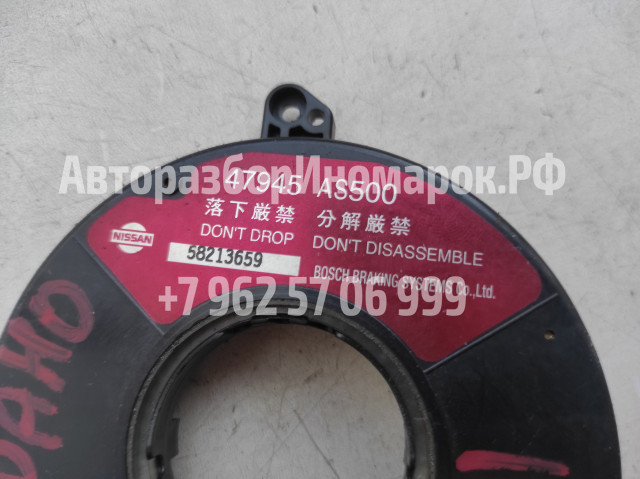 АвторазборИномарок.РФ
47945 AS500
落下厳禁 分解厳禁
DON'T DROP DON'T DISASSEMBLE
NISSAN
58213659
BOSCH BRAKING SYSTEMS Co.,Ltd.
+7 962 57 06 999